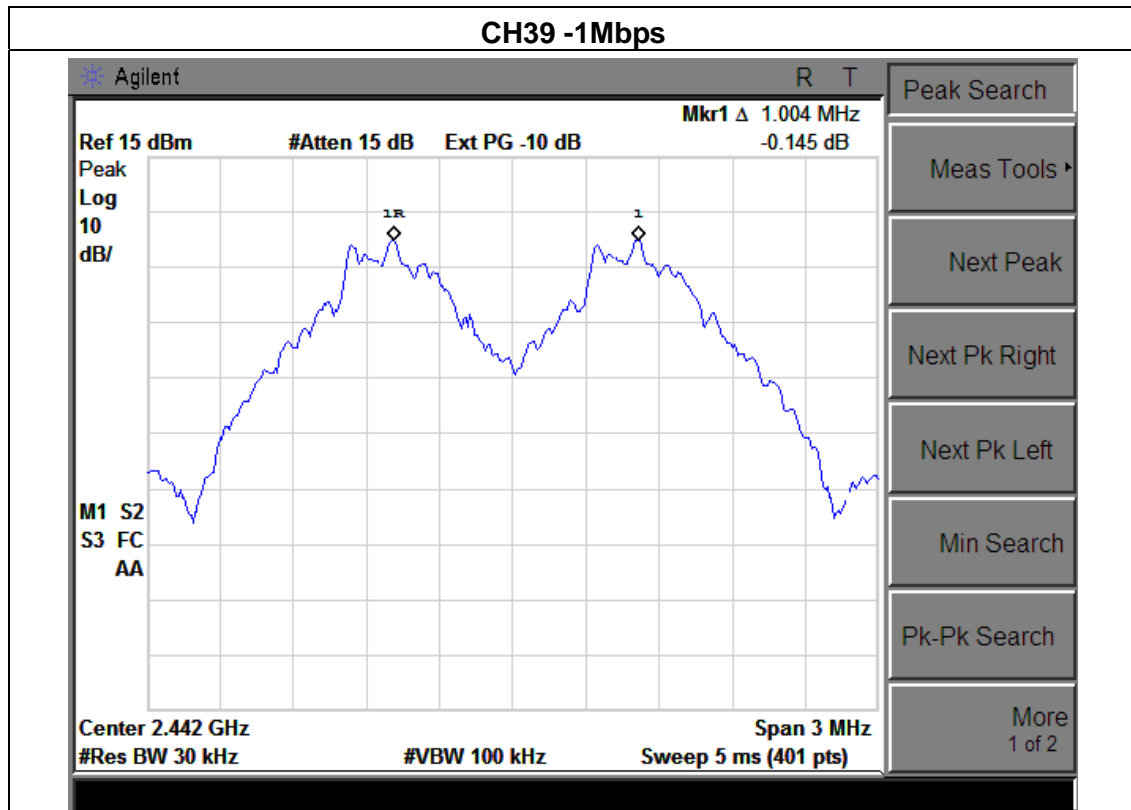 CH39 -1Mbps
Agilent R T
Mkr1 Δ 1.004 MHz
Ref 15 dBm #Atten 15 dB Ext PG -10 dB -0.145 dB
Peak
Log
10
dB/
1R
1
M1 S2
S3 FC
AA
Center 2.442 GHz Span 3 MHz
#Res BW 30 kHz #VBW 100 kHz Sweep 5 ms (401 pts)
Peak Search
Meas Tools
Next Peak
Next Pk Right
Next Pk Left
Min Search
Pk-Pk Search
More
1 of 2